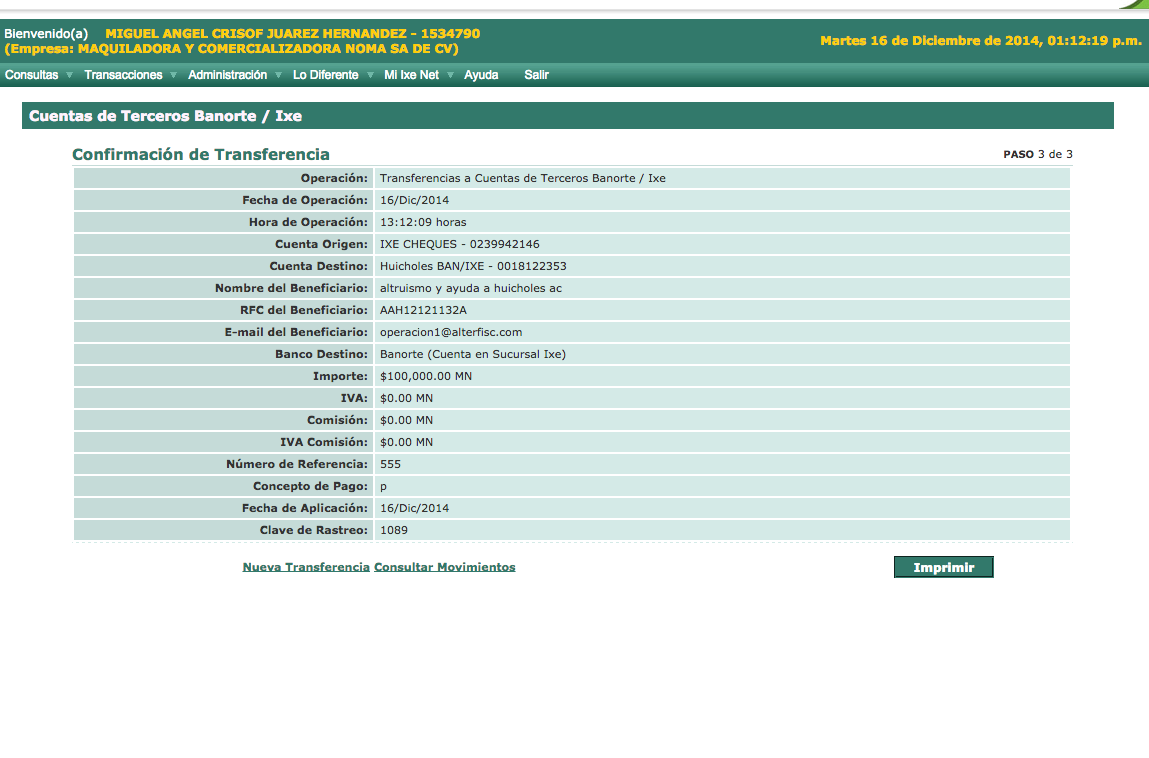 Bienvenido(a) MIGUEL ANGEL CRISOF JUAREZ HERNANDEZ - 1534790
(Empresa: MAQUILADORA Y COMERCIALIZADORA NOMA SA DE CV)
Martes 16 de Diciembre de 2014, 01:12:19 p.m.
Consultas Transacciones Administración Lo Diferente Mi Ixe Net Ayuda Salir
Cuentas de Terceros Banorte / Ixe
Confirmación de Transferencia PASO 3 de 3
Operación: Transferencias a Cuentas de Terceros Banorte / Ixe
Fecha de Operación: 16/Dic/2014
Hora de Operación: 13:12:09 horas
Cuenta Origen: IXE CHEQUES - 0239942146
Cuenta Destino: Huicholes BAN/IXE - 0018122353
Nombre del Beneficiario: altruismo y ayuda a huicholes ac
RFC del Beneficiario: AAH12121132A
E-mail del Beneficiario: operacion1@alterfisc.com
Banco Destino: Banorte (Cuenta en Sucursal Ixe)
Importe: $100,000.00 MN
IVA: $0.00 MN
Comisión: $0.00 MN
IVA Comisión: $0.00 MN
Número de Referencia: 555
Concepto de Pago: p
Fecha de Aplicación: 16/Dic/2014
Clave de Rastreo: 1089
Nueva Transferencia Consultar Movimientos Imprimir